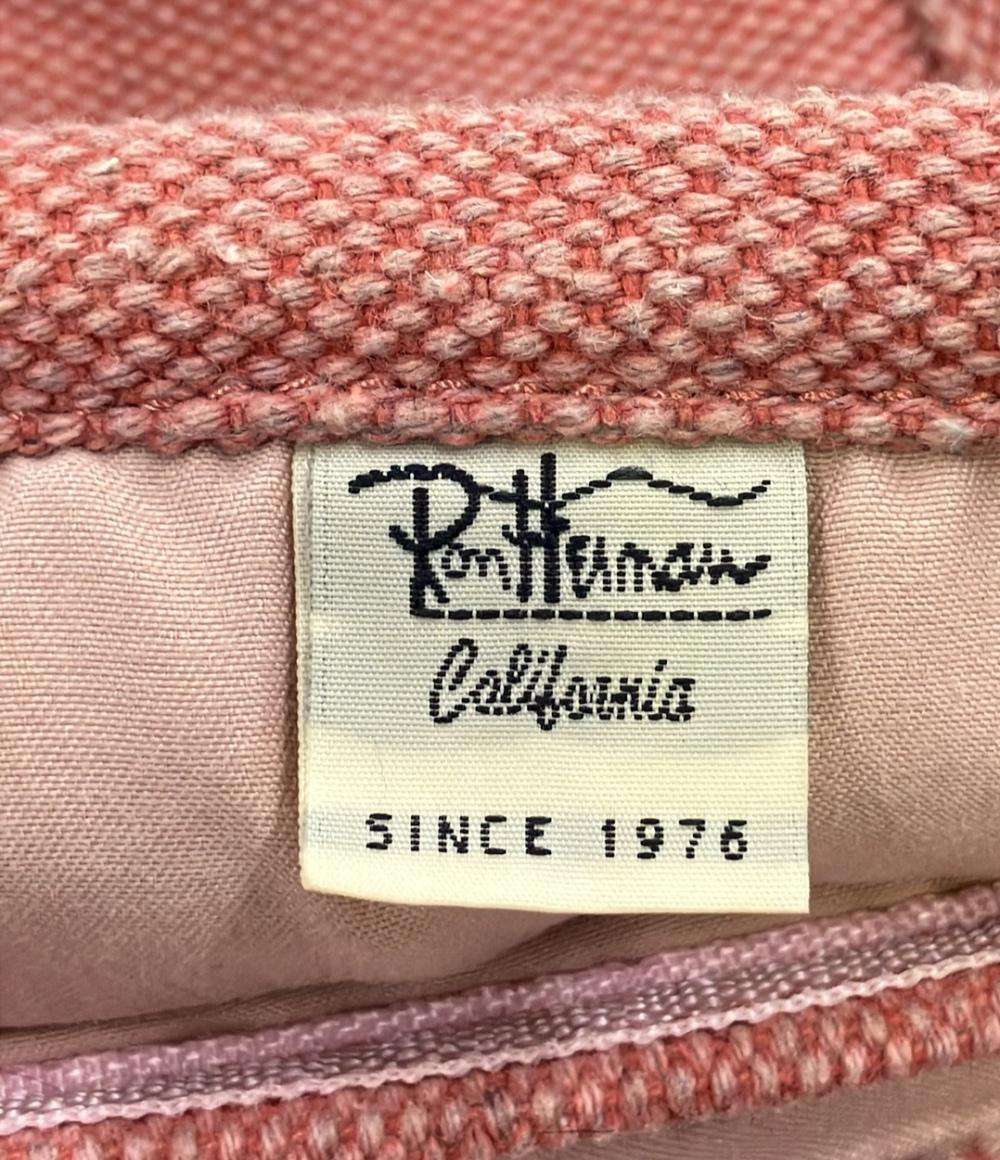 Ron Herman
California
SINCE 1976